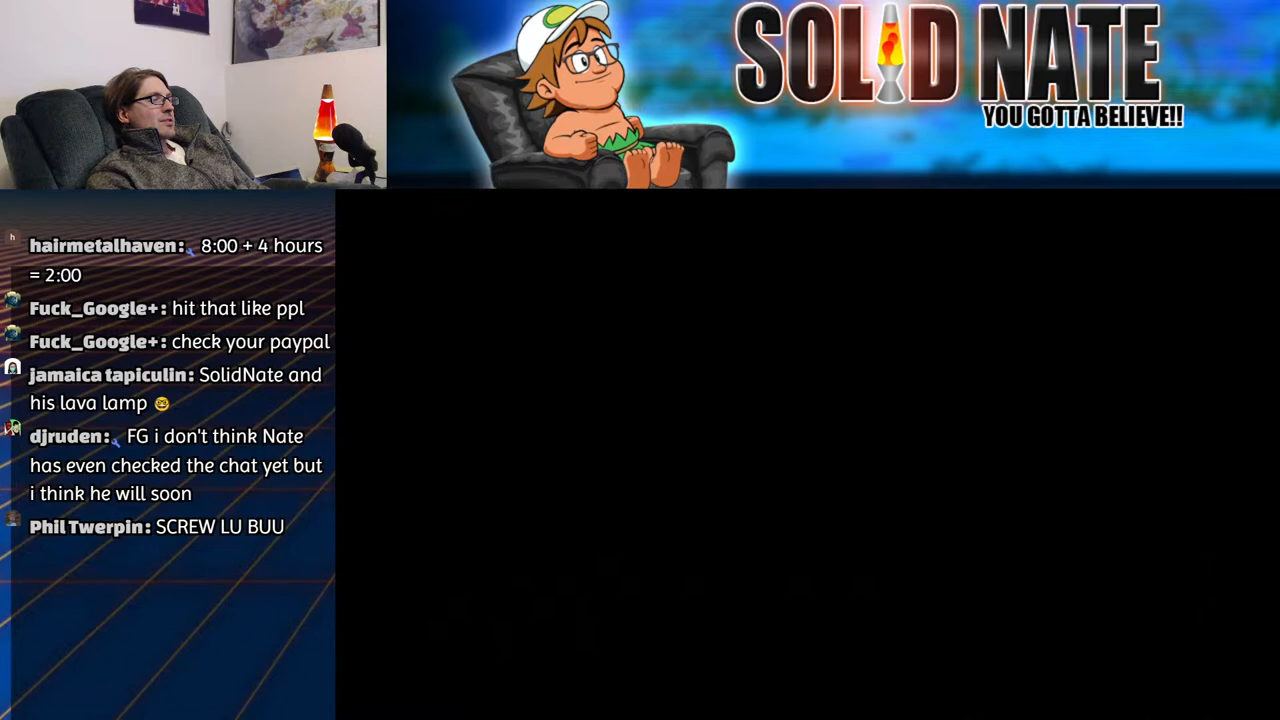 SOLID NATE
YOU GOTTA BELIEVE!!
hairmetalhaven: 8:00 + 4 hours
= 2:00
Fuck_Google+: hit that like ppl
Fuck_Google+: check your paypal
jamaica tapiculin: SolidNate and
his lava lamp 🤓
djruden: FG i don't think Nate
has even checked the chat yet but
i think he will soon
Phil Twerpin: SCREW LU BUU